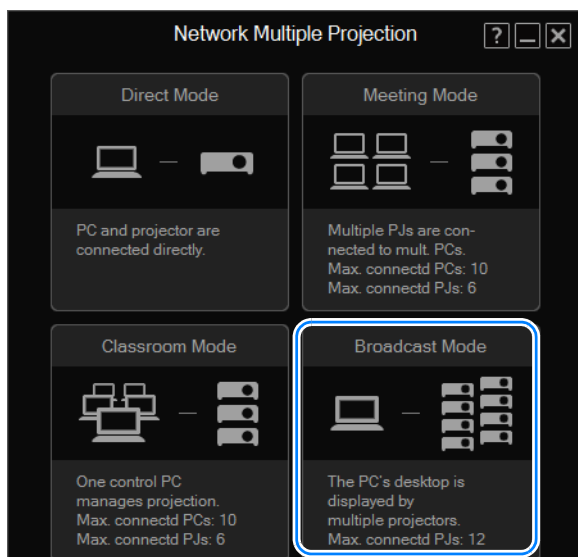 Network Multiple Projection
?
Direct Mode
PC and projector are
connected directly.
Meeting Mode
Multiple PJs are con-
nected to mult. PCs.
Max. connectd PCs: 10
Max. connectd PJs: 6
Classroom Mode
One control PC
manages projection.
Max. connectd PCs: 10
Max. connectd PJs: 6
Broadcast Mode
The PC's desktop is
displayed by
multiple projectors.
Max. connectd PJs: 12